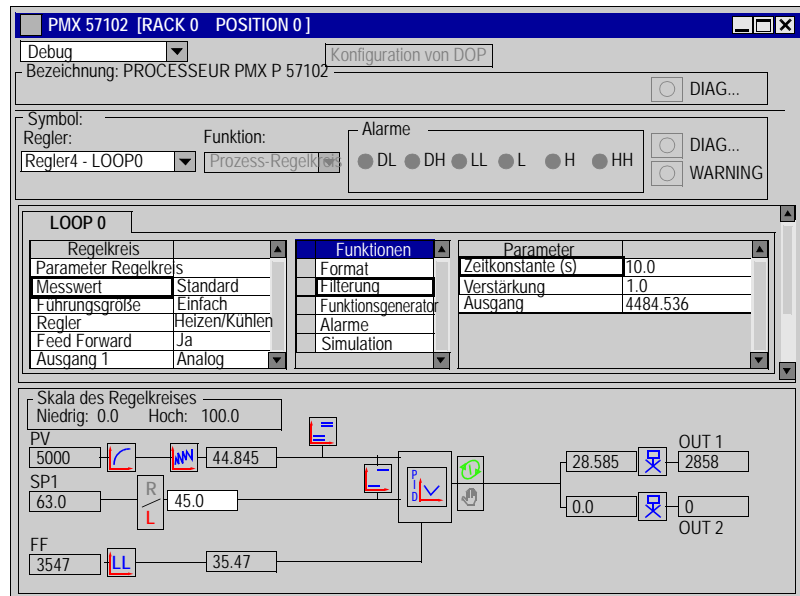 PMX 57102 [RACK 0 POSITION 0 ]
Debug
Konfiguration von DOP
Bezeichnung: PROCESSEUR PMX P 57102
DIAG...
Symbol:
Regler:
Funktion:
Alarme
Regler4 - LOOP0
Prozess-Regelkreis
DL DH LL L H HH
DIAG...
WARNING
LOOP 0
Regelkreis
Parameter Regelkreis
Messwert Standard
Führungsgröße Einfach
Regler Heizen/Kühlen
Feed Forward Ja
Ausgang 1 Analog
Funktionen
Format
Filterung
Funktionsgenerator
Alarme
Simulation
Parameter
Zeitkonstante (s) 10.0
Verstärkung 1.0
Ausgang 4484.536
Skala des Regelkreises
Niedrig: 0.0 Hoch: 100.0
PV
5000
44.845
SP1
63.0
R
L
45.0
FF
3547
LL
35.47
PID
OUT 1
28.585
2858
0.0
0
OUT 2